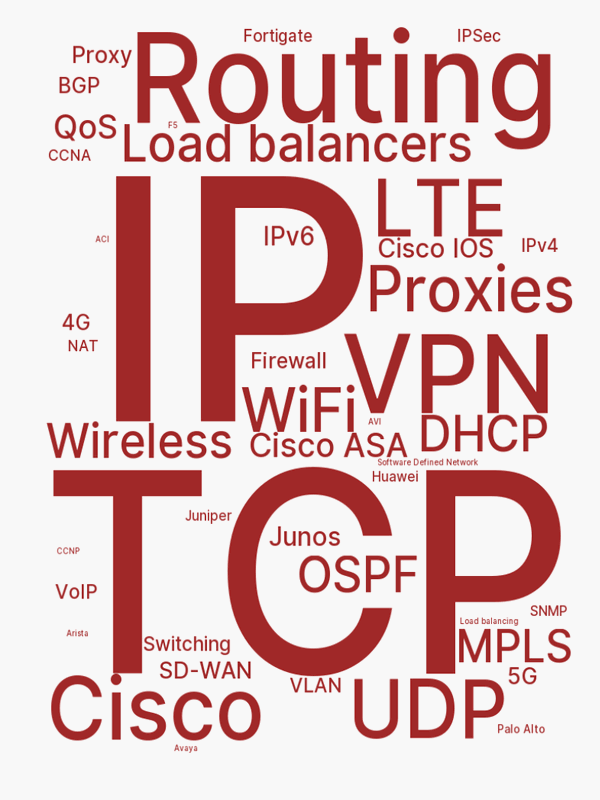 Fortigate
IPSec
Proxy
Routing
BGP
QoS
F5
CCNA
Load balancers
IP
LTE
ACI
IPv6
Cisco IOS
IPv4
Proxies
4G
NAT
Firewall
VPN
WiFi
AVI
Wireless
Cisco ASA
DHCP
Software Defined Network
Huawei
TCP
Juniper
Junos
CCNP
OSPF
VoIP
SNMP
Load balancing
Arista
Switching
MPLS
SD-WAN
5G
VLAN
Cisco
UDP
Palo Alto
Avaya